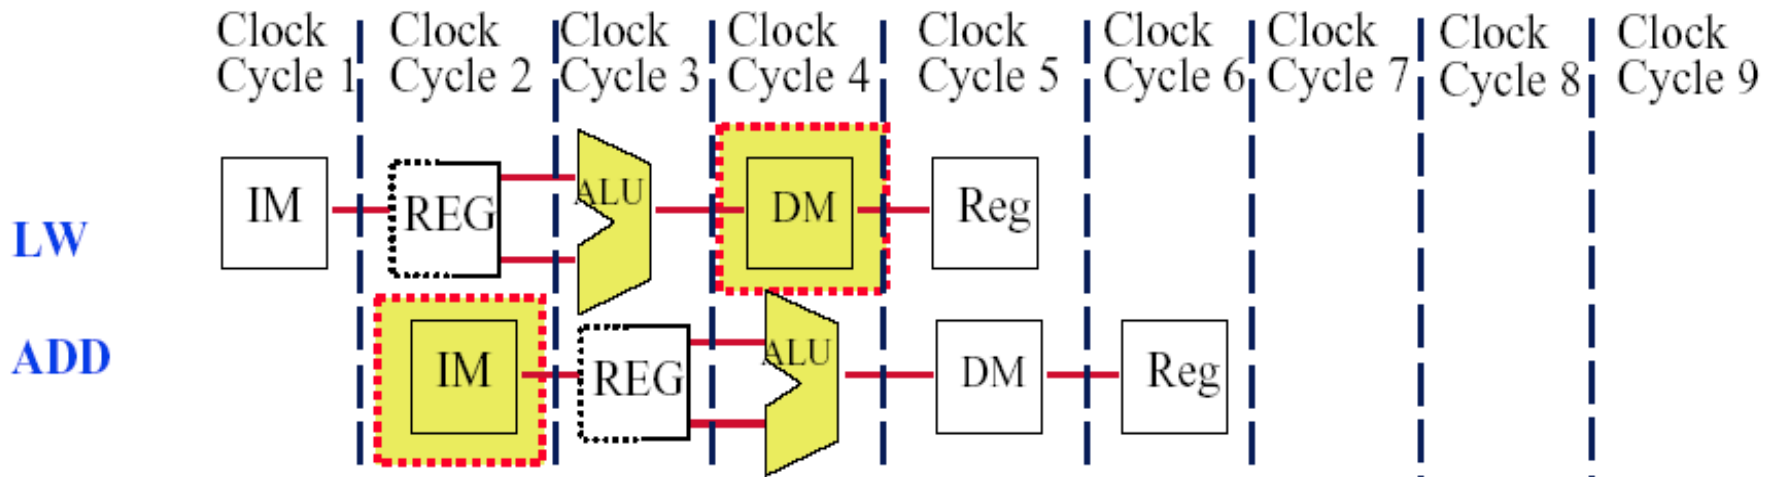 Clock Clock Clock Clock Clock Clock Clock Clock Clock
Cycle 1 Cycle 2 Cycle 3 Cycle 4 Cycle 5 Cycle 6 Cycle 7 Cycle 8 Cycle 9
LW IM REG ALU DM Reg
ADD IM REG ALU DM Reg